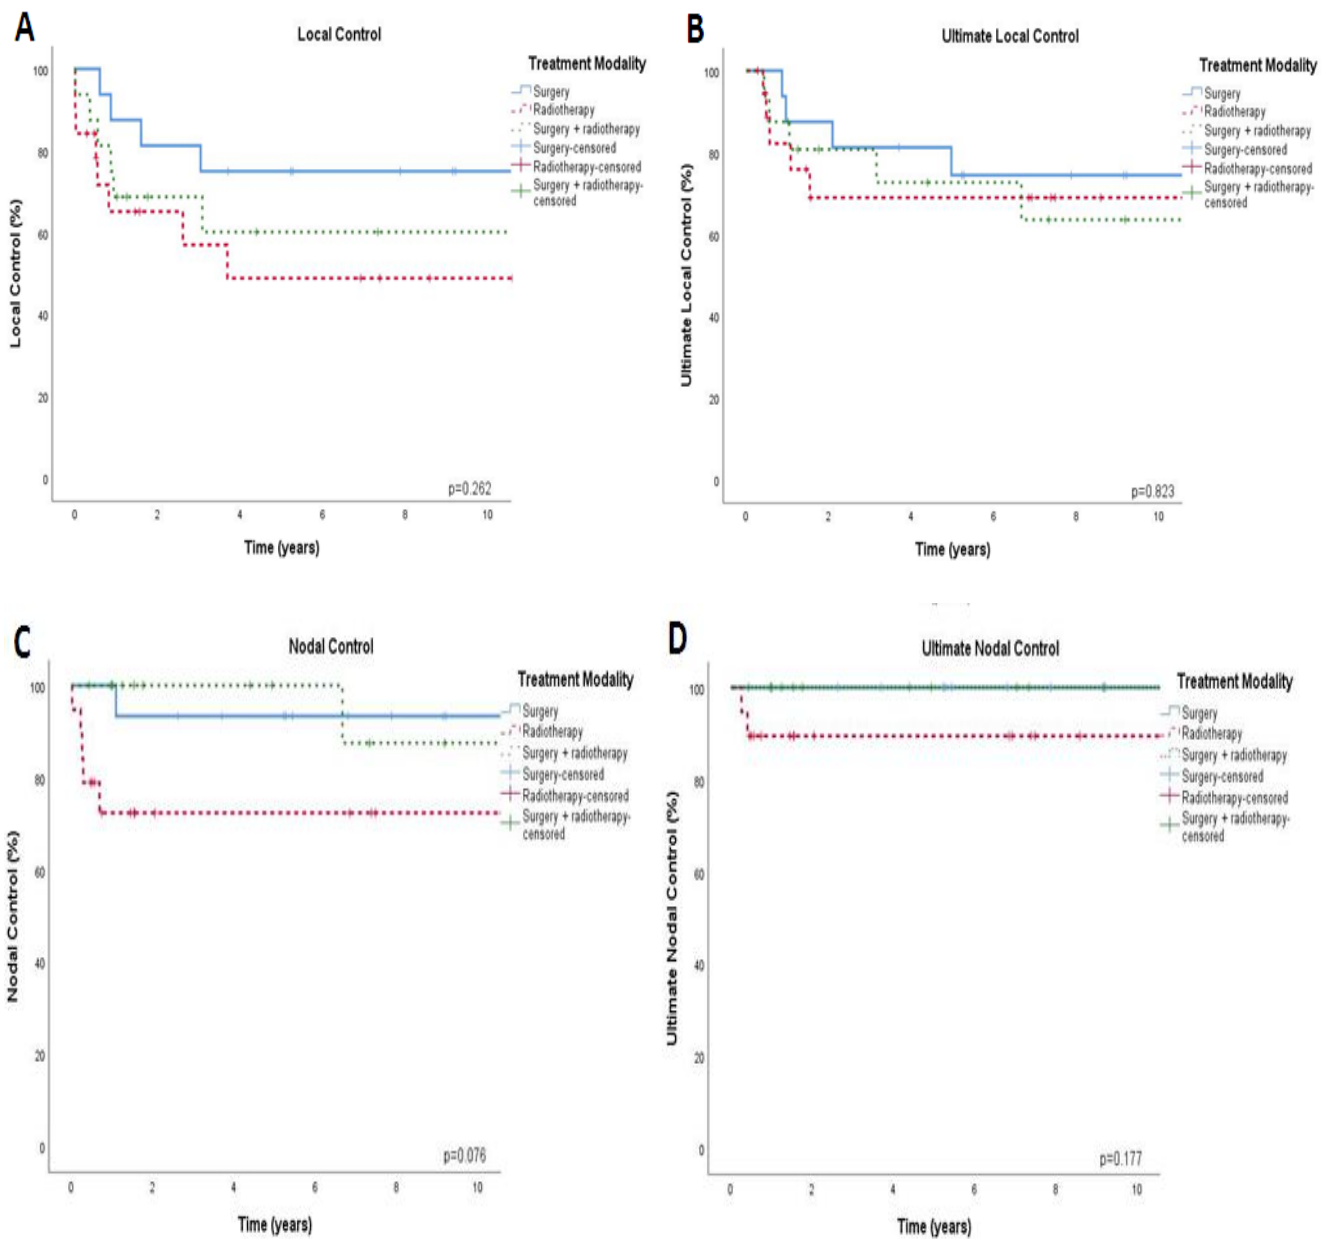 A
Local Control
Treatment Modality
Surgery
Radiotherapy
Surgery + radiotherapy
Surgery-censored
Radiotherapy-censored
Surgery + radiotherapy-
censored
Local Control (%)
100
80
60
40
20
0
p=0.262
0 2 4 6 8 10
Time (years)
B
Ultimate Local Control
Treatment Modality
Surgery
Radiotherapy
Surgery + radiotherapy
Surgery-censored
Radiotherapy-censored
Surgery + radiotherapy-
censored
Ultimate Local Control (%)
100
80
60
40
20
0
p=0.823
0 2 4 6 8 10
Time (years)
C
Nodal Control
Treatment Modality
Surgery
Radiotherapy
Surgery + radiotherapy
Surgery-censored
Radiotherapy-censored
Surgery + radiotherapy-
censored
Nodal Control (%)
100
80
60
40
20
0
p=0.076
0 2 4 6 8 10
Time (years)
D
Ultimate Nodal Control
Treatment Modality
Surgery
Radiotherapy
Surgery + radiotherapy
Surgery-censored
Radiotherapy-censored
Surgery + radiotherapy-
censored
Ultimate Nodal Control (%)
100
80
60
40
20
0
p=0.177
0 2 4 6 8 10
Time (years)